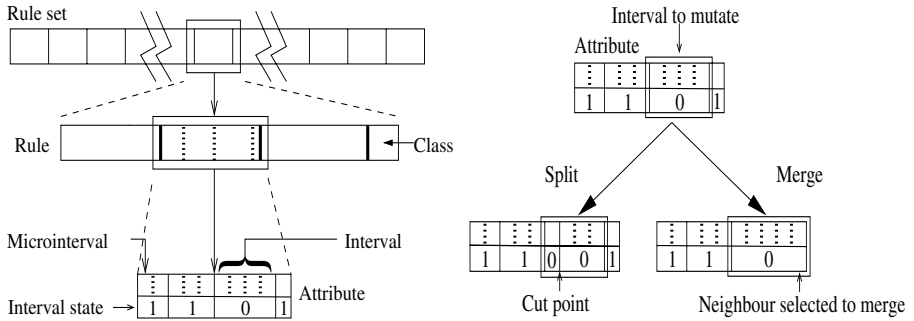 Rule set
Rule
Class
Microinterval
Interval
Interval state
1 1 0 1
Attribute
Interval to mutate
Attribute
1 1 0 1
Split
Merge
1 1 0 0 1
1 1 0
Cut point
Neighbour selected to merge